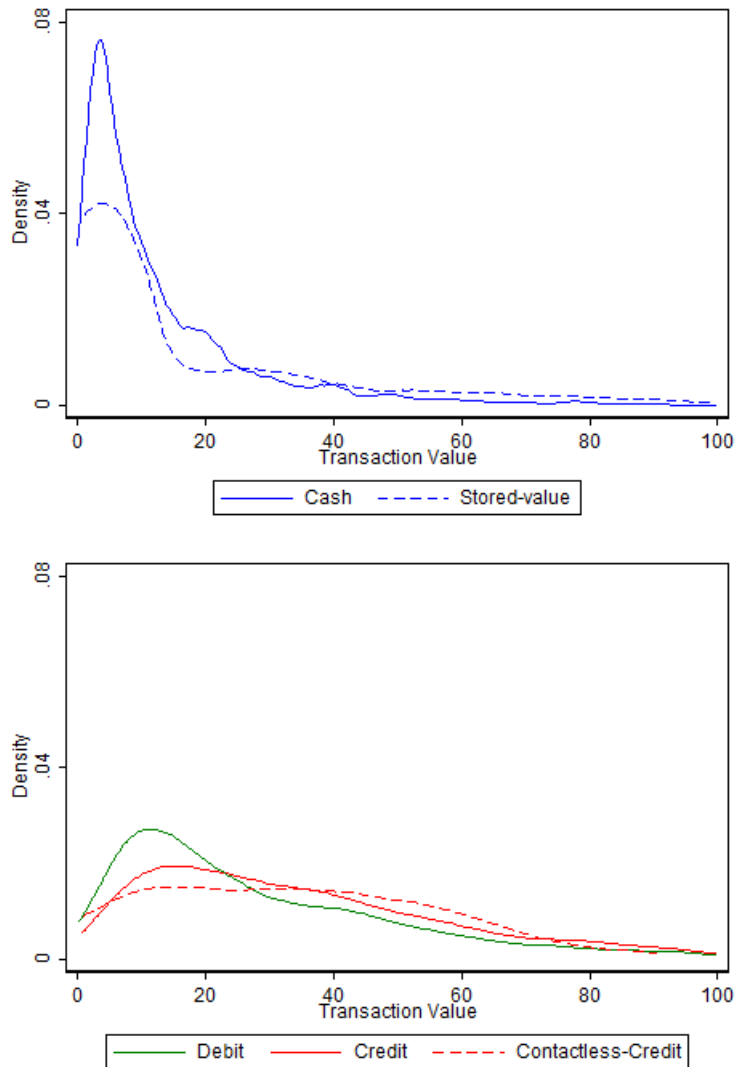 .08
Density
.04
0
0 20 40 60 80 100
Transaction Value
Cash Stored-value
.08
Density
.04
0
0 20 40 60 80 100
Transaction Value
Debit Credit Contactless-Credit